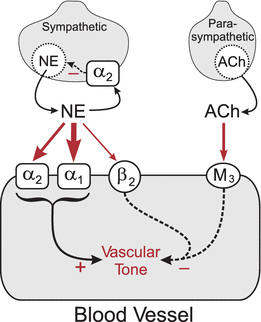 Sympathetic
Para-
sympathetic
NE
α₂
−
ACh
NE
ACh
α₂
α₁
β₂
M₃
Vascular
Tone
+
−
Blood Vessel